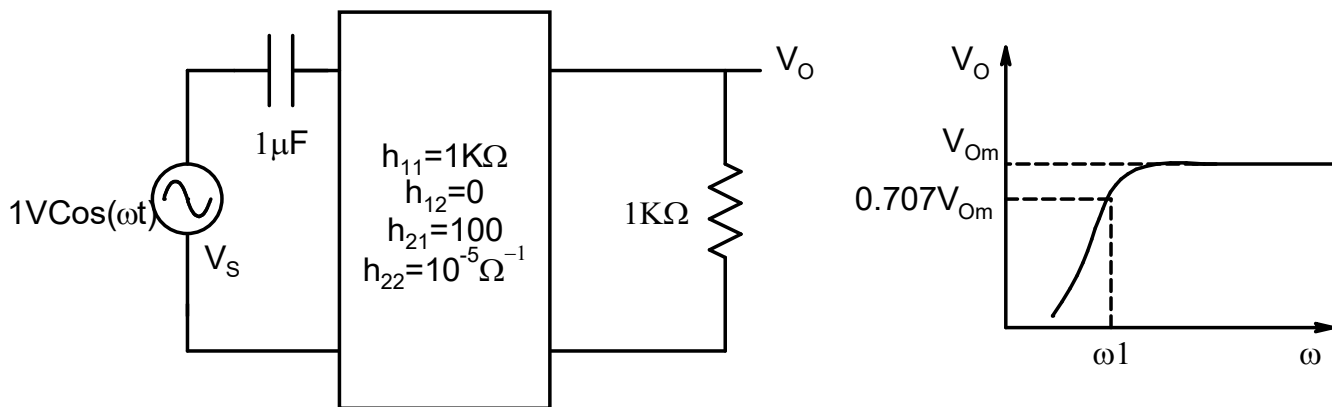 1VCos(ωt)
V_S
1μF
h_11=1KΩ
h_12=0
h_21=100
h_22=10^-5Ω^−1
V_O
1KΩ
V_O
V_Om
0.707V_Om
ω1
ω